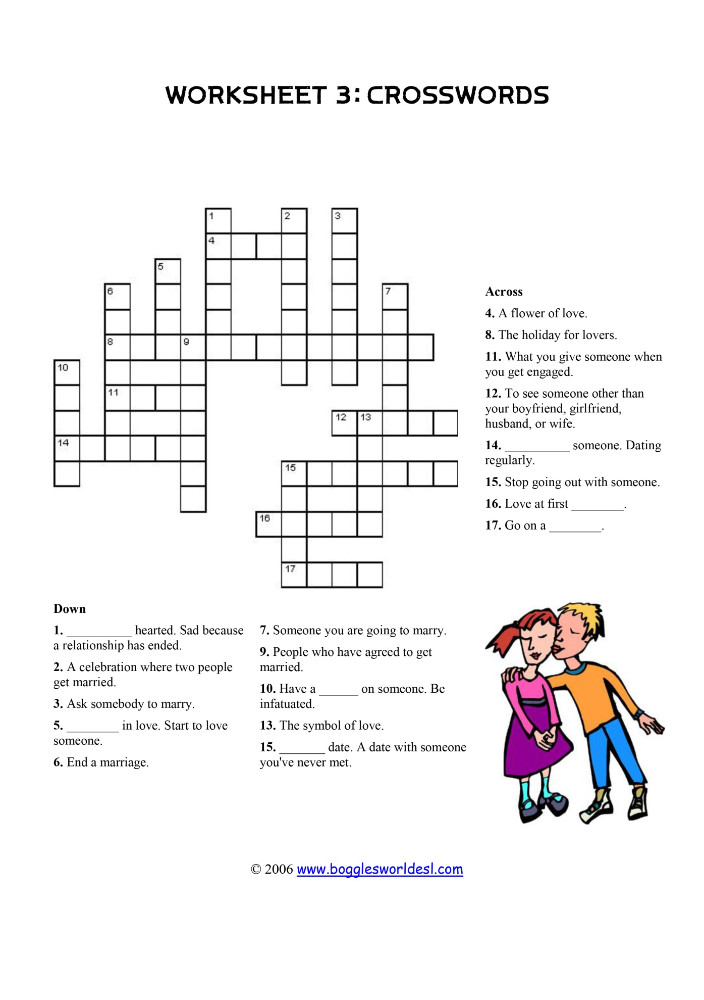 WORKSHEET 3: CROSSWORDS
1
2
3
4
5
6
7
8
9
10
11
12
13
14
15
16
17
Across
4. A flower of love.
8. The holiday for lovers.
11. What you give someone when
you get engaged.
12. To see someone other than
your boyfriend, girlfriend,
husband, or wife.
14. __________ someone. Dating
regularly.
15. Stop going out with someone.
16. Love at first ________.
17. Go on a ________.
Down
1. __________ hearted. Sad because
a relationship has ended.
2. A celebration where two people
get married.
3. Ask somebody to marry.
5. ________ in love. Start to love
someone.
6. End a marriage.
7. Someone you are going to marry.
9. People who have agreed to get
married.
10. Have a ______ on someone. Be
infatuated.
13. The symbol of love.
15. _______ date. A date with someone
you've never met.
© 2006 www.bogglesworldesl.com